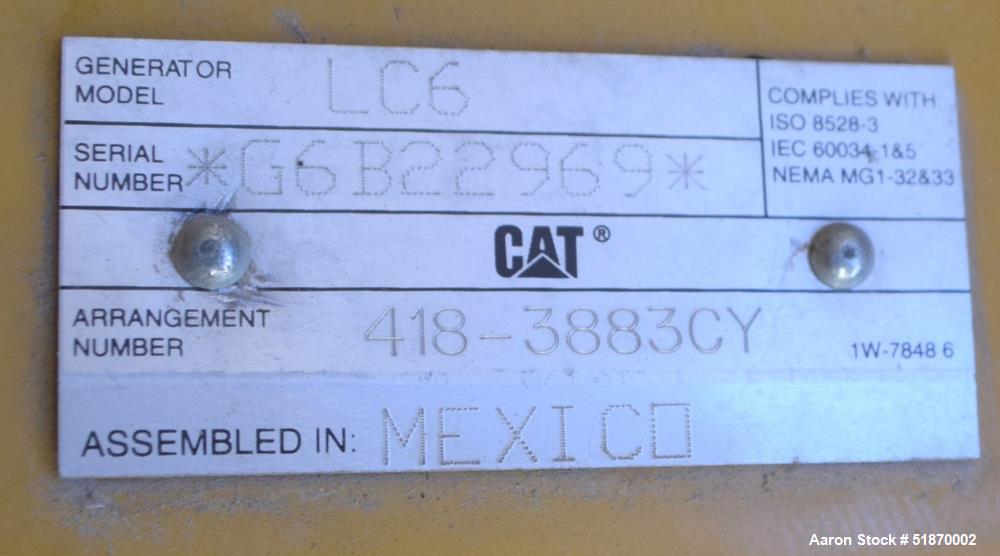 GENERATOR MODEL LC6
COMPLIES WITH
ISO 8528-3
IEC 60034-1&5
NEMA MG1-32&33
SERIAL NUMBER *G6B22969*
CAT®
ARRANGEMENT NUMBER 418-3883CY
1W-7848 6
ASSEMBLED IN: MEXICO
Aaron Stock # 51870002